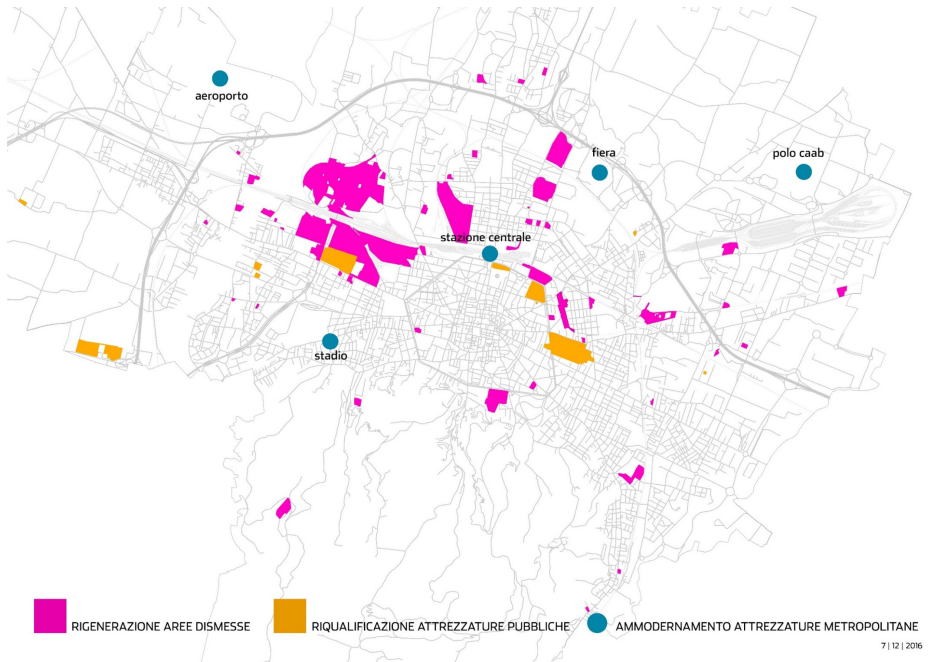 aeroporto
fiera
polo caab
stazione centrale
stadio
RIGENERAZIONE AREE DISMESSE
RIQUALIFICAZIONE ATTREZZATURE PUBBLICHE
AMMODERNAMENTO ATTREZZATURE METROPOLITANE
7 | 12 | 2016